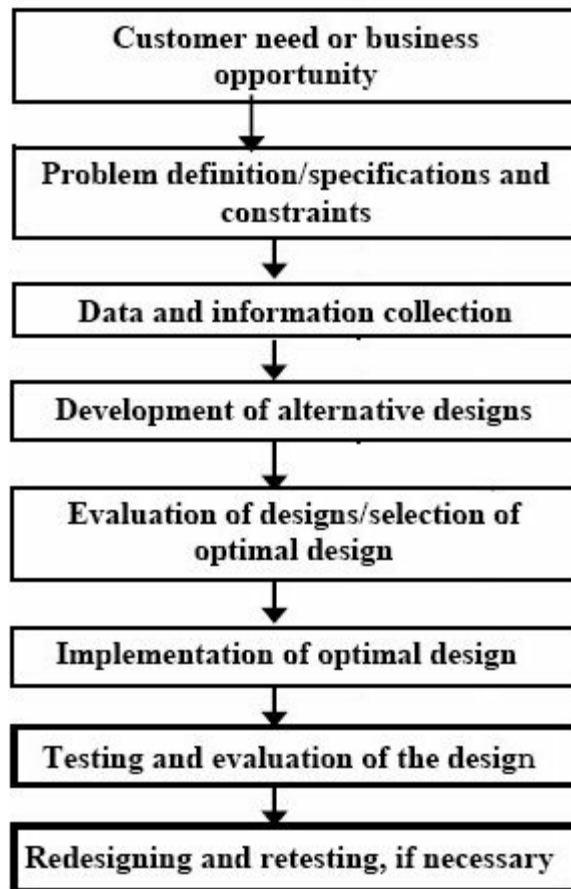 Customer need or business
opportunity
Problem definition/specifications and
constraints
Data and information collection
Development of alternative designs
Evaluation of designs/selection of
optimal design
Implementation of optimal design
Testing and evaluation of the design
Redesigning and retesting, if necessary